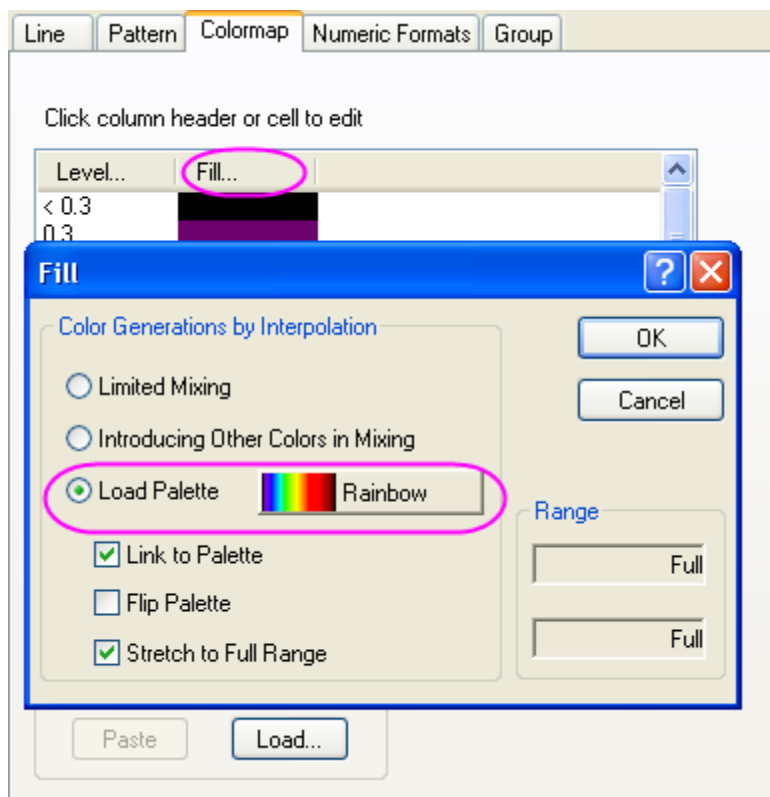 Line Pattern Colormap Numeric Formats Group
Click column header or cell to edit
Level... Fill...
< 0.3
0.3
Fill
?
Color Generations by Interpolation
OK
Limited Mixing
Cancel
Introducing Other Colors in Mixing
Load Palette Rainbow
Range
Link to Palette
Full
Flip Palette
Stretch to Full Range
Full
Paste Load...